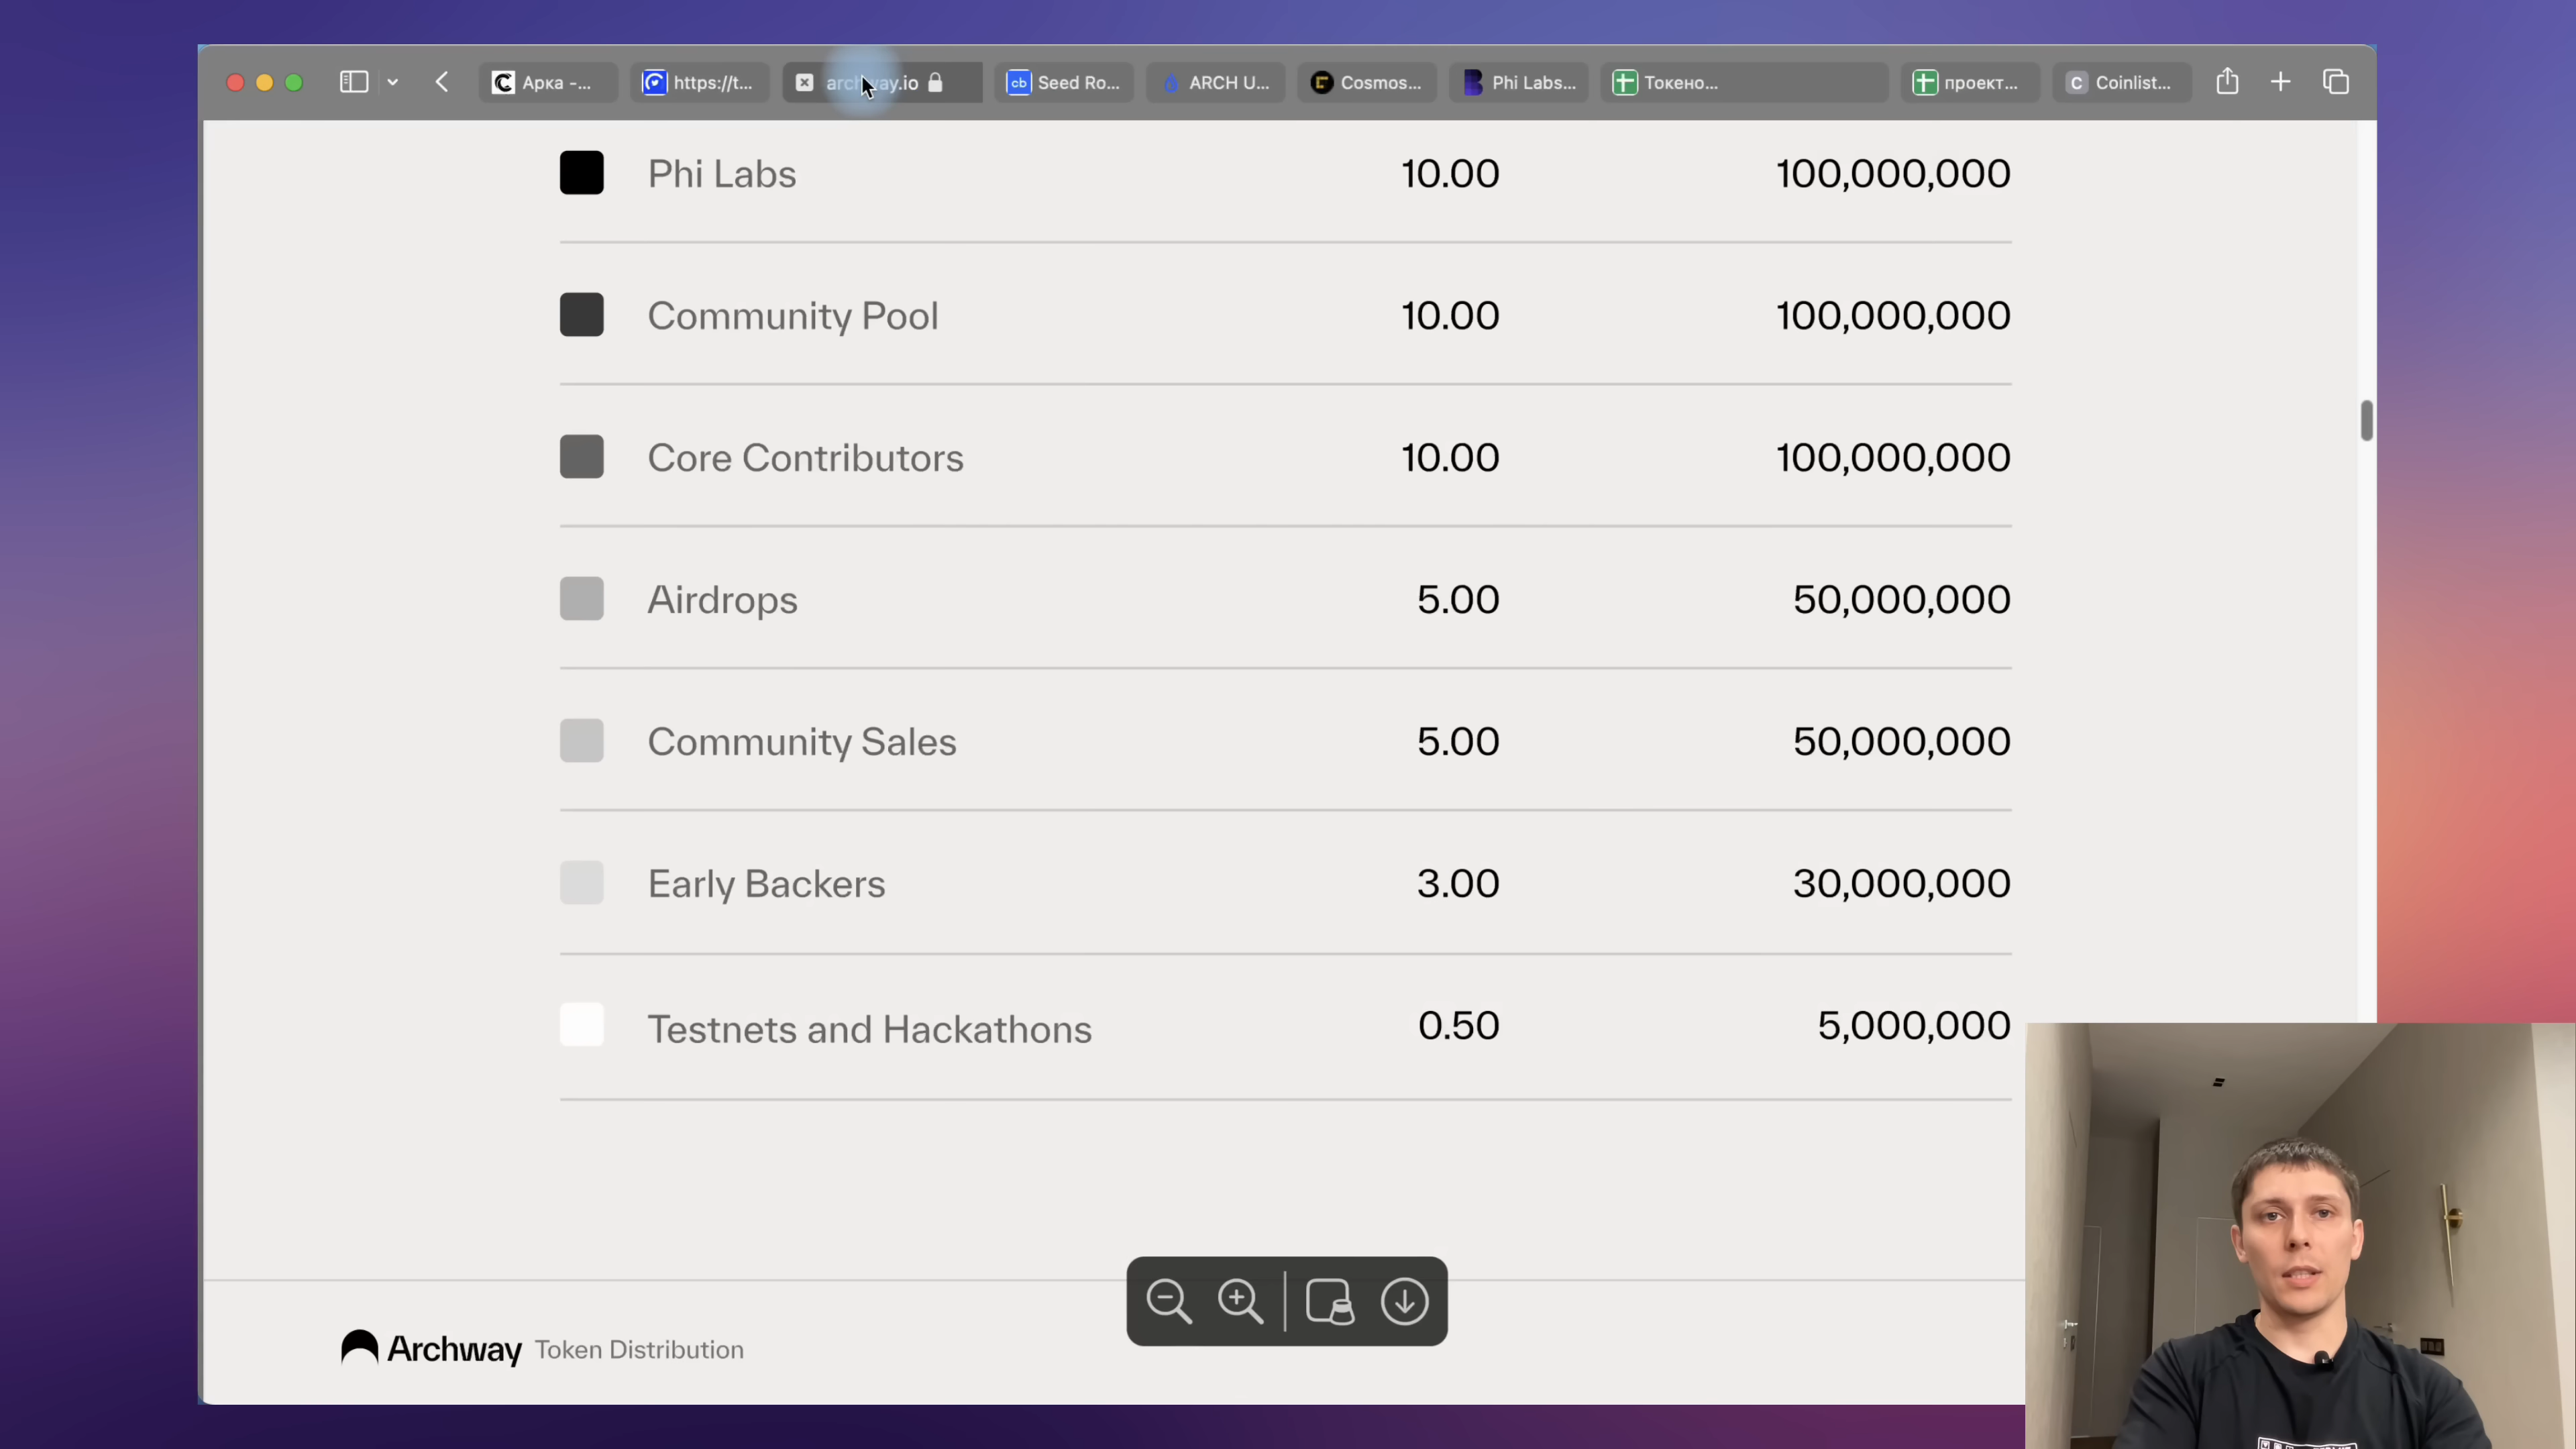 Арка -...
https://t...
archway.io
cb Seed Ro...
ARCH U...
Cosmos...
Phi Labs...
Токено...
проект...
C Coinlist...
Phi Labs 10.00 100,000,000
Community Pool 10.00 100,000,000
Core Contributors 10.00 100,000,000
Airdrops 5.00 50,000,000
Community Sales 5.00 50,000,000
Early Backers 3.00 30,000,000
Testnets and Hackathons 0.50 5,000,000
Archway Token Distribution